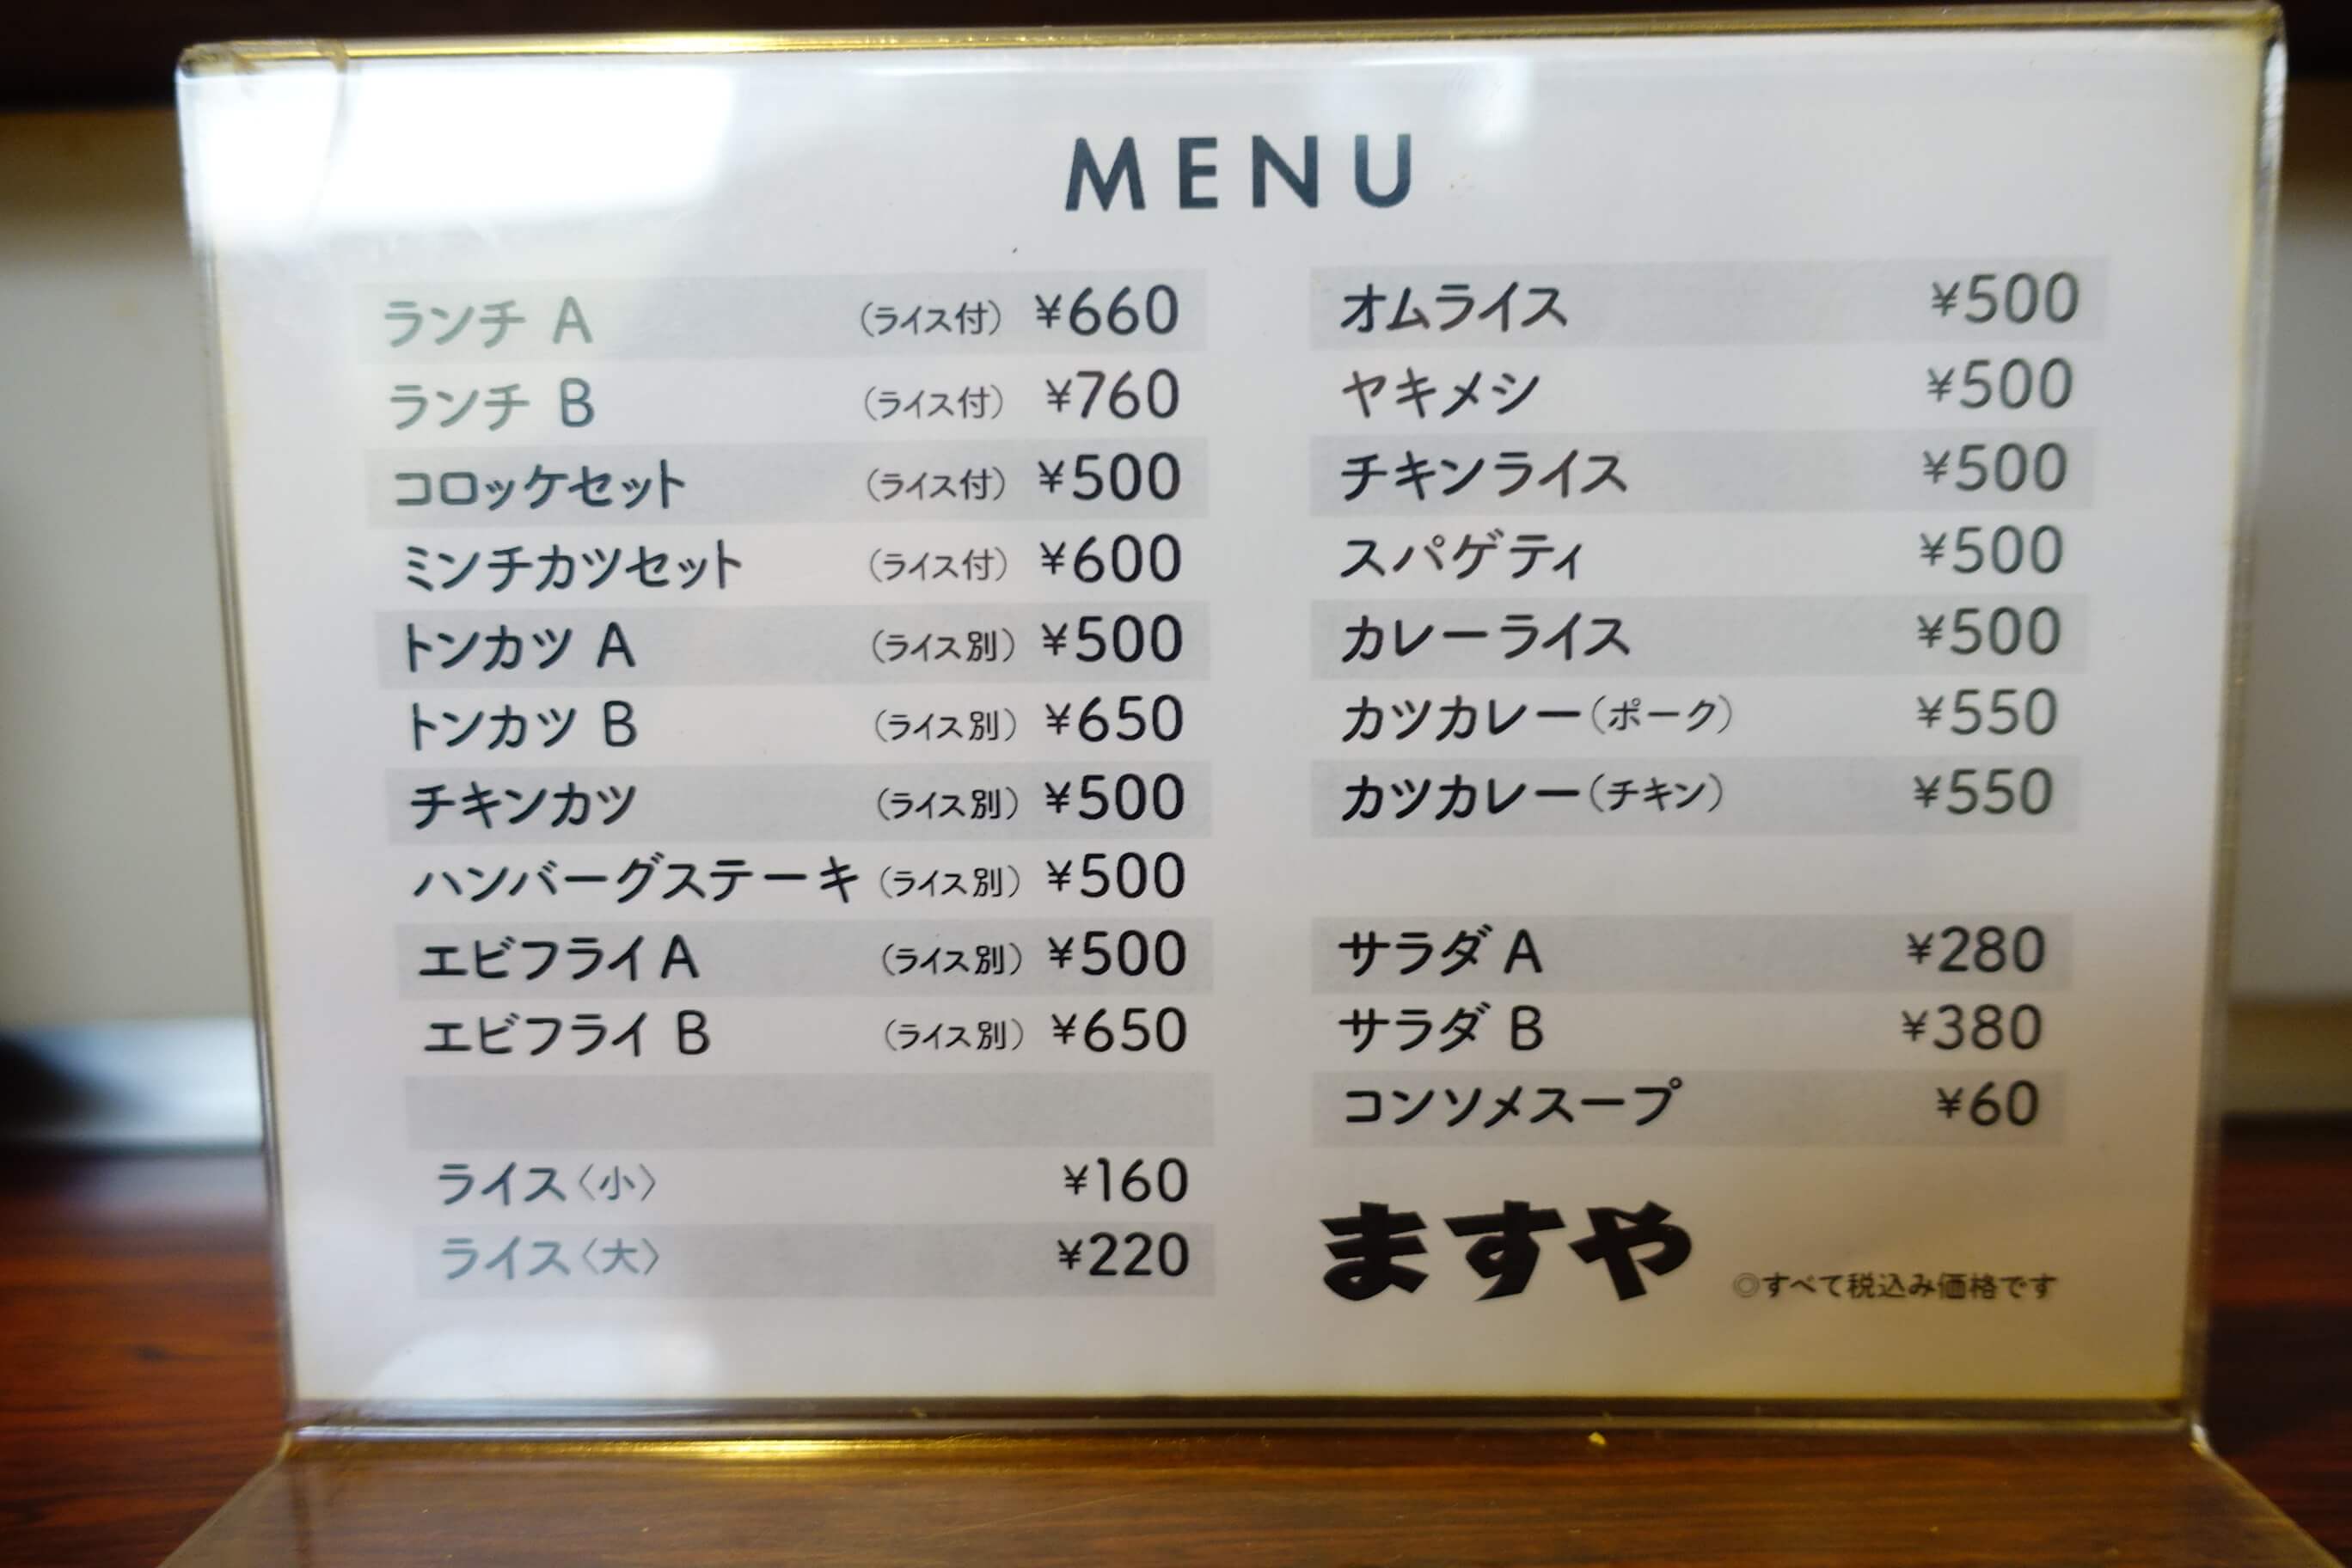 MENU
ランチ A （ライス付） ¥660
ランチ B （ライス付） ¥760
コロッケセット （ライス付） ¥500
ミンチカツセット （ライス付） ¥600
トンカツ A （ライス別） ¥500
トンカツ B （ライス別） ¥650
チキンカツ （ライス別） ¥500
ハンバーグステーキ （ライス別） ¥500
エビフライ A （ライス別） ¥500
エビフライ B （ライス別） ¥650
ライス〈小〉 ¥160
ライス〈大〉 ¥220
オムライス ¥500
ヤキメシ ¥500
チキンライス ¥500
スパゲティ ¥500
カレーライス ¥500
カツカレー（ポーク） ¥550
カツカレー（チキン） ¥550
サラダ A ¥280
サラダ B ¥380
コンソメスープ ¥60
ますや
◎すべて税込み価格です